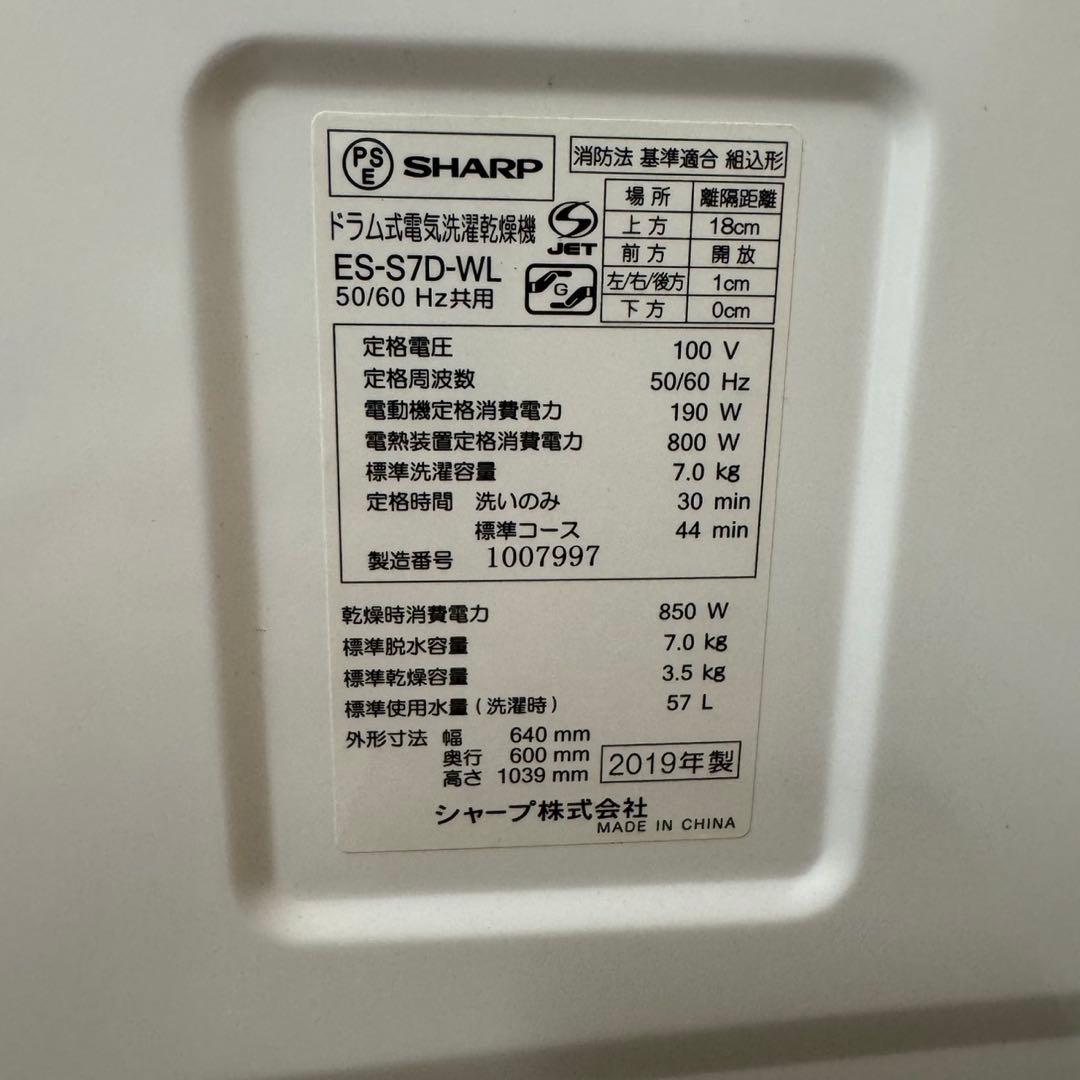 PSE SHARP
消防法 基準適合 組込形
場所 離隔距離
上方 18cm
前方 開放
左/右/後方 1cm
下方 0cm
ドラム式電気洗濯乾燥機
S JET
ES-S7D-WL
G
50/60 Hz共用
定格電圧 100 V
定格周波数 50/60 Hz
電動機定格消費電力 190 W
電熱装置定格消費電力 800 W
標準洗濯容量 7.0 kg
定格時間 洗いのみ 30 min
標準コース 44 min
製造番号 1007997
乾燥時消費電力 850 W
標準脱水容量 7.0 kg
標準乾燥容量 3.5 kg
標準使用水量(洗濯時) 57 L
外形寸法 幅 640 mm
奥行 600 mm
高さ 1039 mm
2019年製
シャープ株式会社
MADE IN CHINA